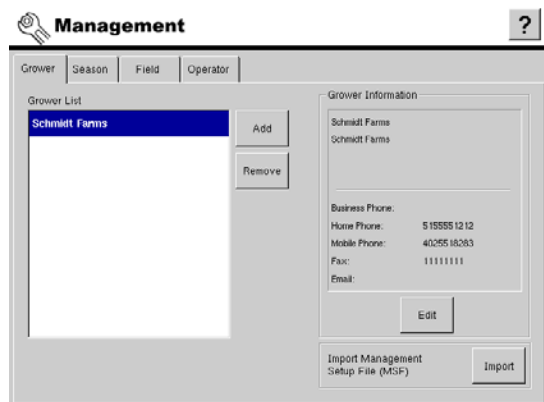 Management
?
Grower Season Field Operator
Grower List
Schmidt Farms
Add
Remove
Grower Information
Schmidt Farms
Schmidt Farms
Business Phone:
Home Phone: 5155551212
Mobile Phone: 4025518283
Fax: 11111111
Email:
Edit
Import Management
Setup File (MSF)
Import